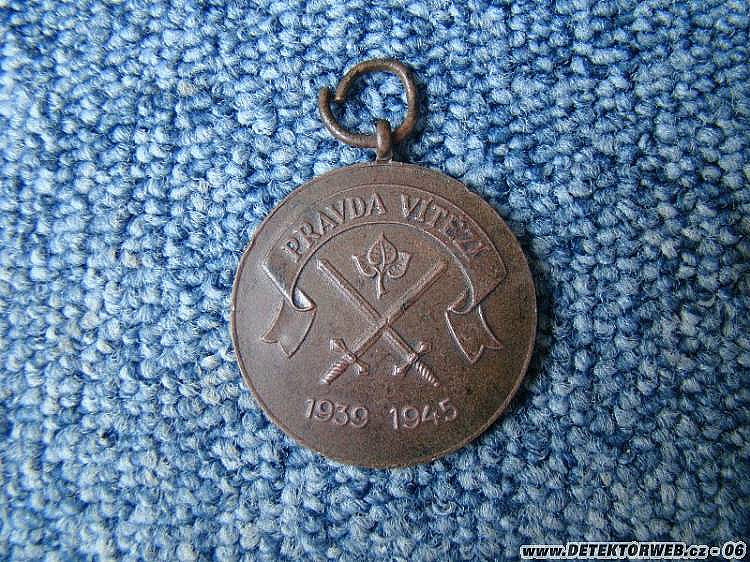 PRAVDA VÍTĚZÍ
1939 1945
www.DETEKTORWEB.cz - 06